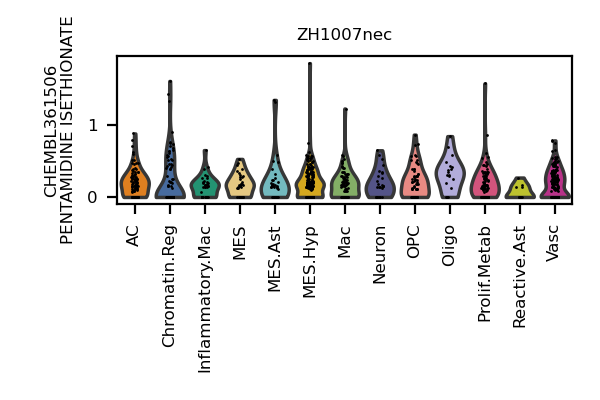 ZH1007nec
CHEMBL361506
PENTAMIDINE ISETHIONATE
1
0
AC
Chromatin.Reg
Inflammatory.Mac
MES
MES.Ast
MES.Hyp
Mac
Neuron
OPC
Oligo
Prolif.Metab
Reactive.Ast
Vasc